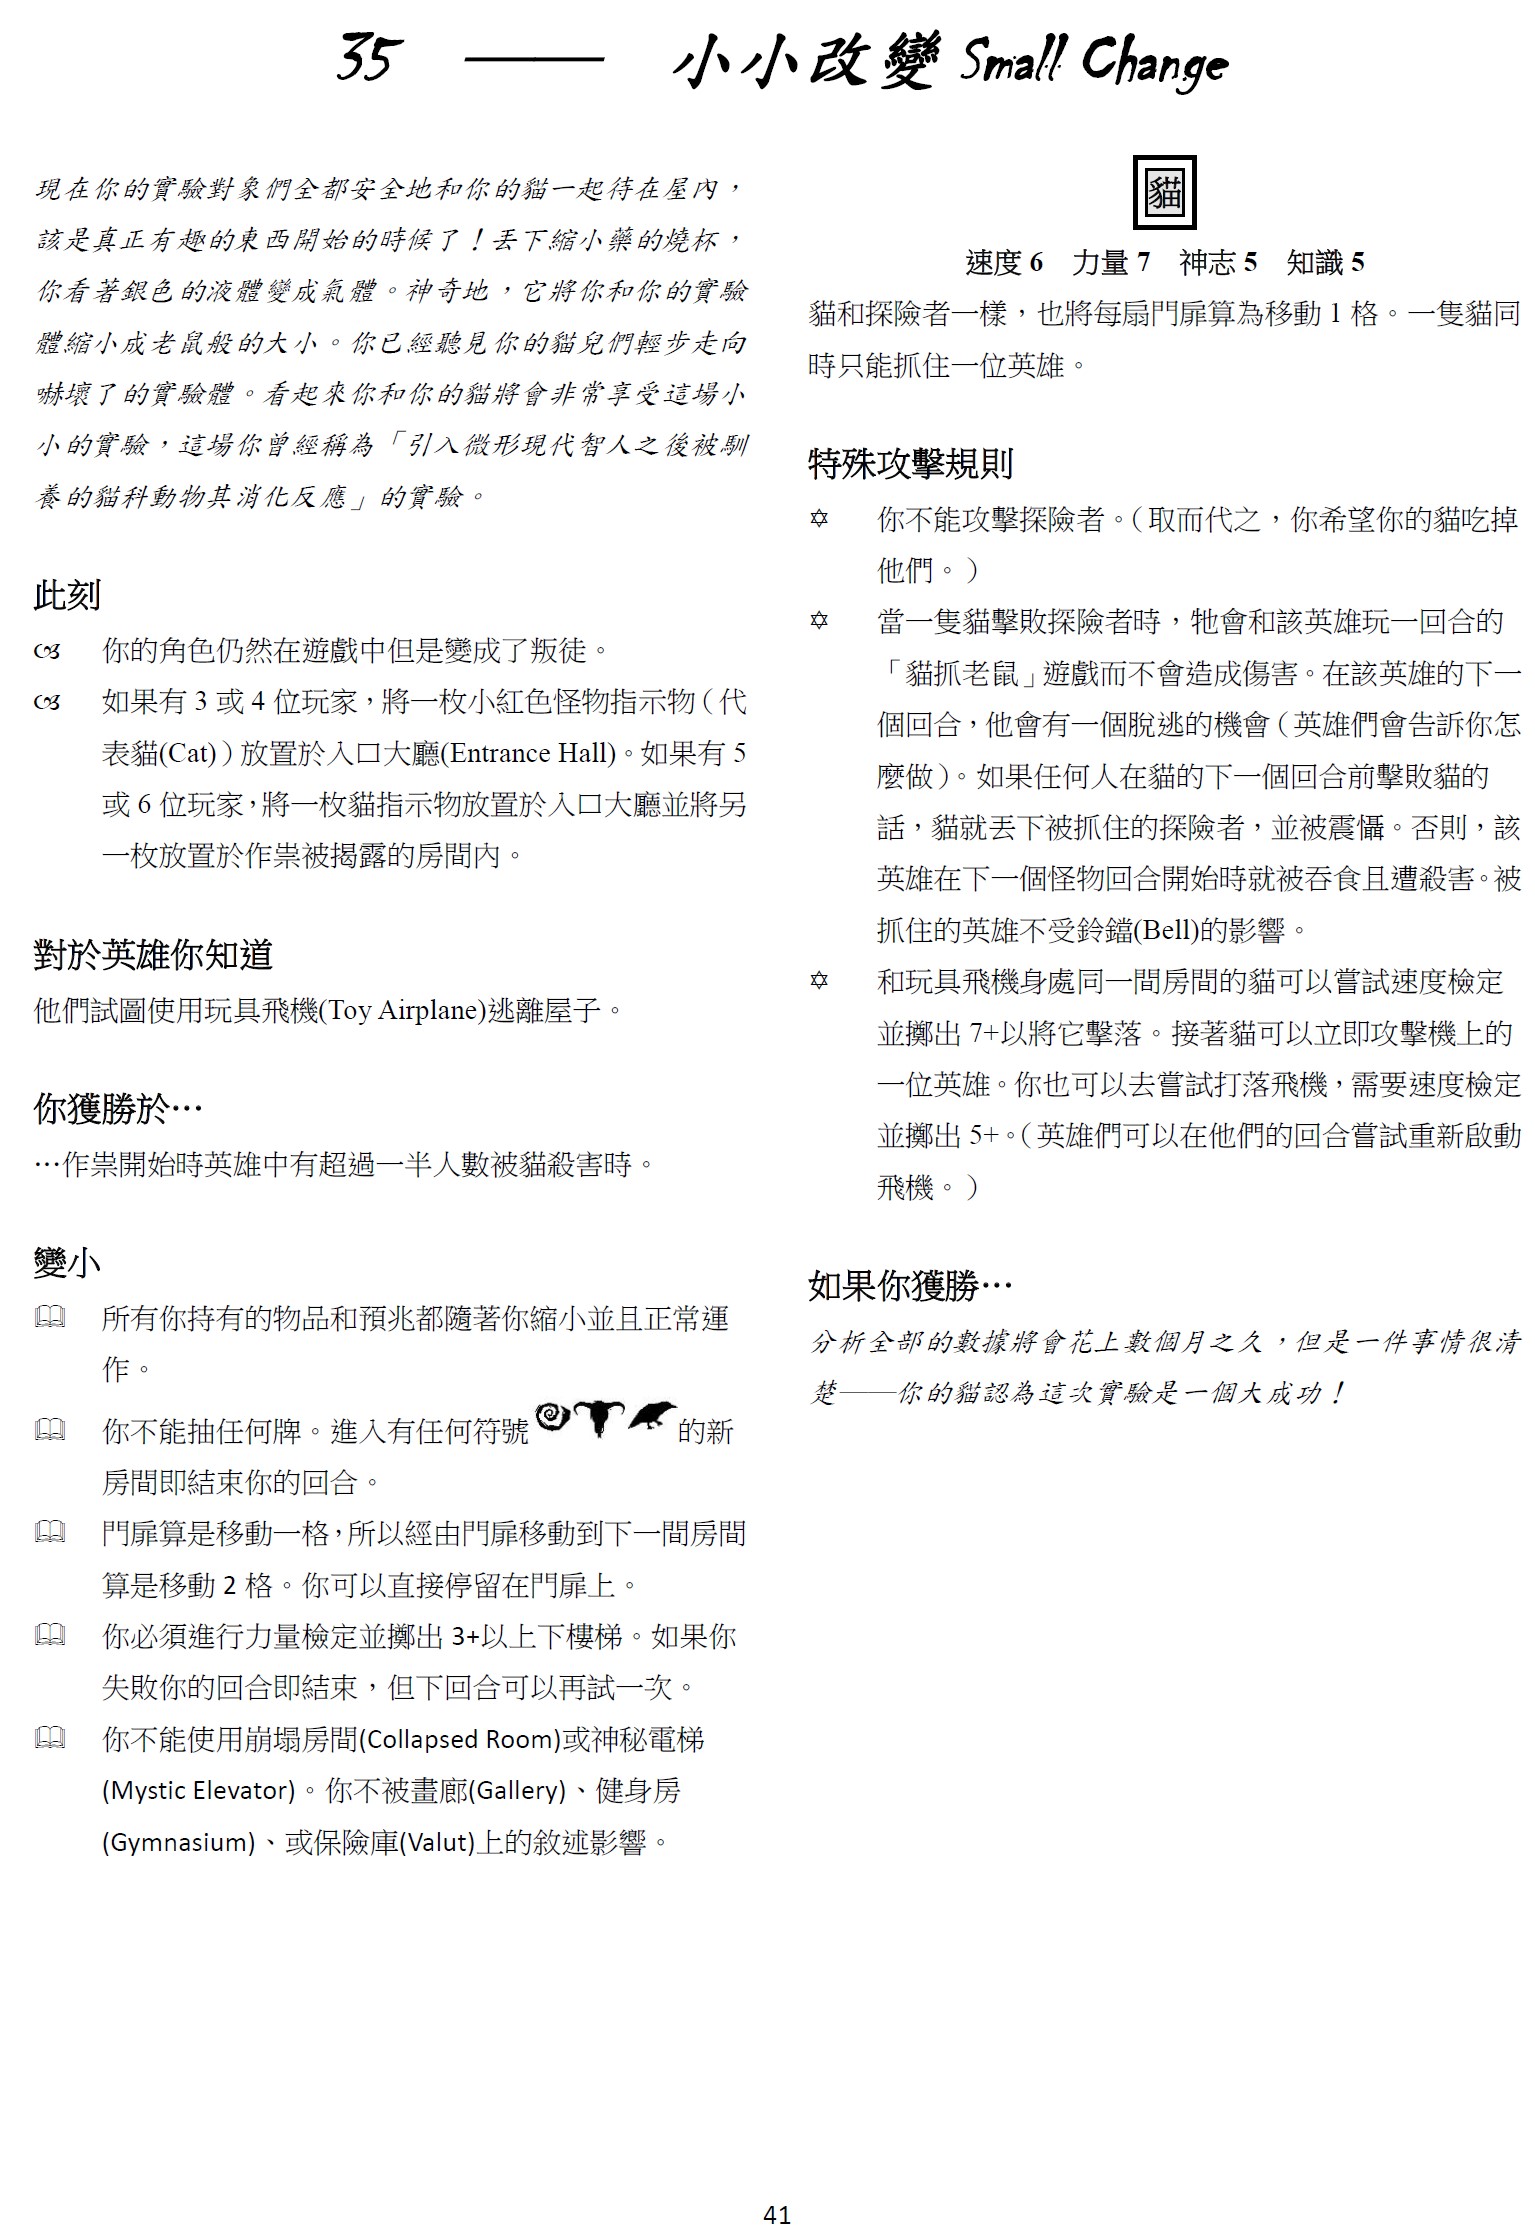 35 —— 小小改變 Small Change
現在你的實驗對象們全都安全地和你的貓一起待在屋內，
該是真正有趣的東西開始的時候了！丟下縮小藥的燒杯，
你看著銀色的液體變成氣體。神奇地，它將你和你的實驗
體縮小成老鼠般的大小。你已經聽見你的貓兒們輕步走向
嚇壞了的實驗體。看起來你和你的貓將會非常享受這場小
小的實驗，這場你曾經稱為「引入微形現代智人之後被馴
養的貓科動物其消化反應」的實驗。
此刻
你的角色仍然在遊戲中但是變成了叛徒。
如果有 3 或 4 位玩家，將一枚小紅色怪物指示物（代
表貓(Cat)）放置於入口大廳(Entrance Hall)。如果有 5
或 6 位玩家，將一枚貓指示物放置於入口大廳並將另
一枚放置於作祟被揭露的房間內。
對於英雄你知道
他們試圖使用玩具飛機(Toy Airplane)逃離屋子。
你獲勝於…
…作祟開始時英雄中有超過一半人數被貓殺害時。
變小
所有你持有的物品和預兆都隨著你縮小並且正常運
作。
你不能抽任何牌。進入有任何符號的新
房間即結束你的回合。
門扉算是移動一格，所以經由門扉移動到下一間房間
算是移動 2 格。你可以直接停留在門扉上。
你必須進行力量檢定並擲出 3+以上下樓梯。如果你
失敗你的回合即結束，但下回合可以再試一次。
你不能使用崩塌房間(Collapsed Room)或神秘電梯
(Mystic Elevator)。你不被畫廊(Gallery)、健身房
(Gymnasium)、或保險庫(Valut)上的敘述影響。
貓
速度 6 力量 7 神志 5 知識 5
貓和探險者一樣，也將每扇門扉算為移動 1 格。一隻貓同
時只能抓住一位英雄。
特殊攻擊規則
你不能攻擊探險者。（取而代之，你希望你的貓吃掉
他們。）
當一隻貓擊敗探險者時，牠會和該英雄玩一回合的
「貓抓老鼠」遊戲而不會造成傷害。在該英雄的下一
個回合，他會有一個脫逃的機會（英雄們會告訴你怎
麼做）。如果任何人在貓的下一個回合前擊敗貓的
話，貓就丟下被抓住的探險者，並被震懾。否則，該
英雄在下一個怪物回合開始時就被吞食且遭殺害。被
抓住的英雄不受鈴鐺(Bell)的影響。
和玩具飛機身處同一間房間的貓可以嘗試速度檢定
並擲出 7+以將它擊落。接著貓可以立即攻擊機上的
一位英雄。你也可以去嘗試打落飛機，需要速度檢定
並擲出 5+。（英雄們可以在他們的回合嘗試重新啟動
飛機。）
如果你獲勝…
分析全部的數據將會花上數個月之久，但是一件事情很清
楚——你的貓認為這次實驗是一個大成功！
41